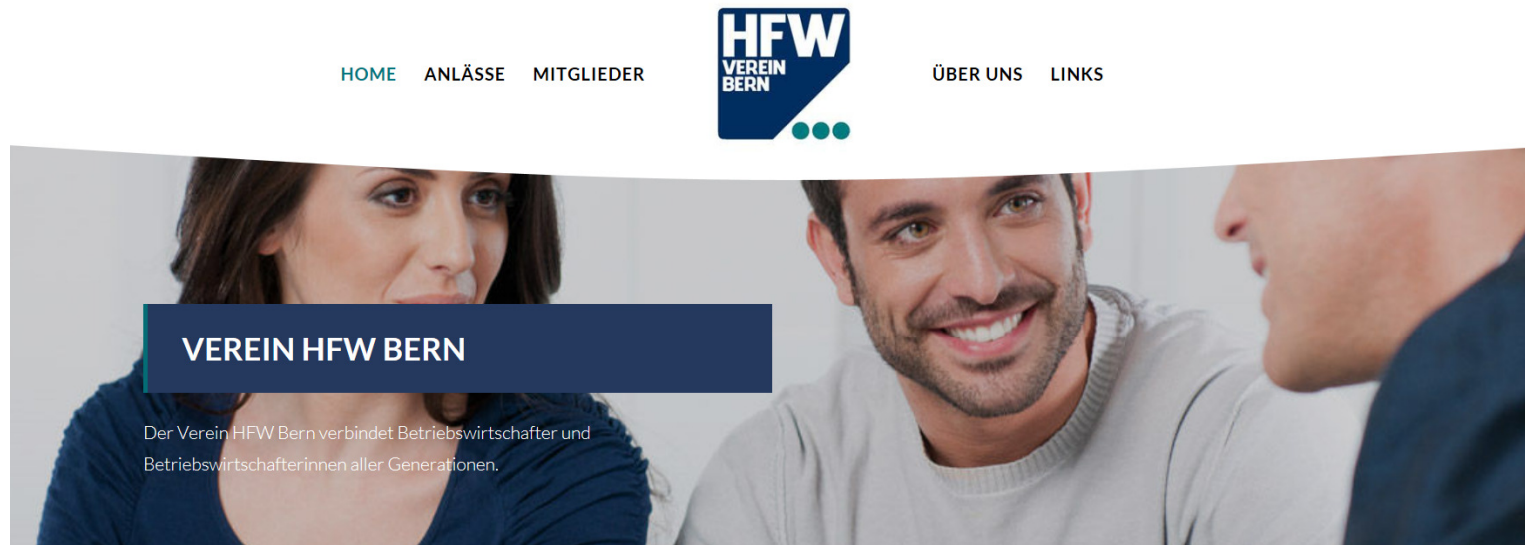 HOME ANLÄSSE MITGLIEDER
HFW
VEREIN
BERN
ÜBER UNS LINKS
VEREIN HFW BERN
Der Verein HFW Bern verbindet Betriebswirtschafter und
Betriebswirtschafterinnen aller Generationen.